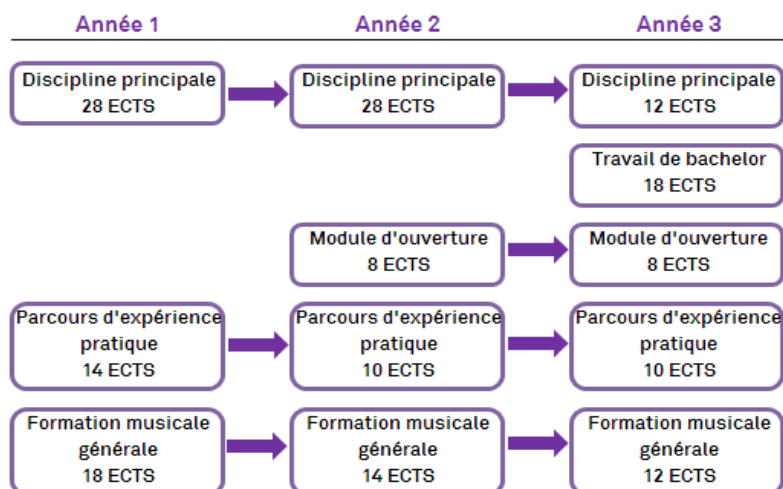 Année 1
Année 2
Année 3
Discipline principale
28 ECTS
Discipline principale
28 ECTS
Discipline principale
12 ECTS
Travail de bachelor
18 ECTS
Module d'ouverture
8 ECTS
Module d'ouverture
8 ECTS
Parcours d'expérience
pratique
14 ECTS
Parcours d'expérience
pratique
10 ECTS
Parcours d'expérience
pratique
10 ECTS
Formation musicale
générale
18 ECTS
Formation musicale
générale
14 ECTS
Formation musicale
générale
12 ECTS